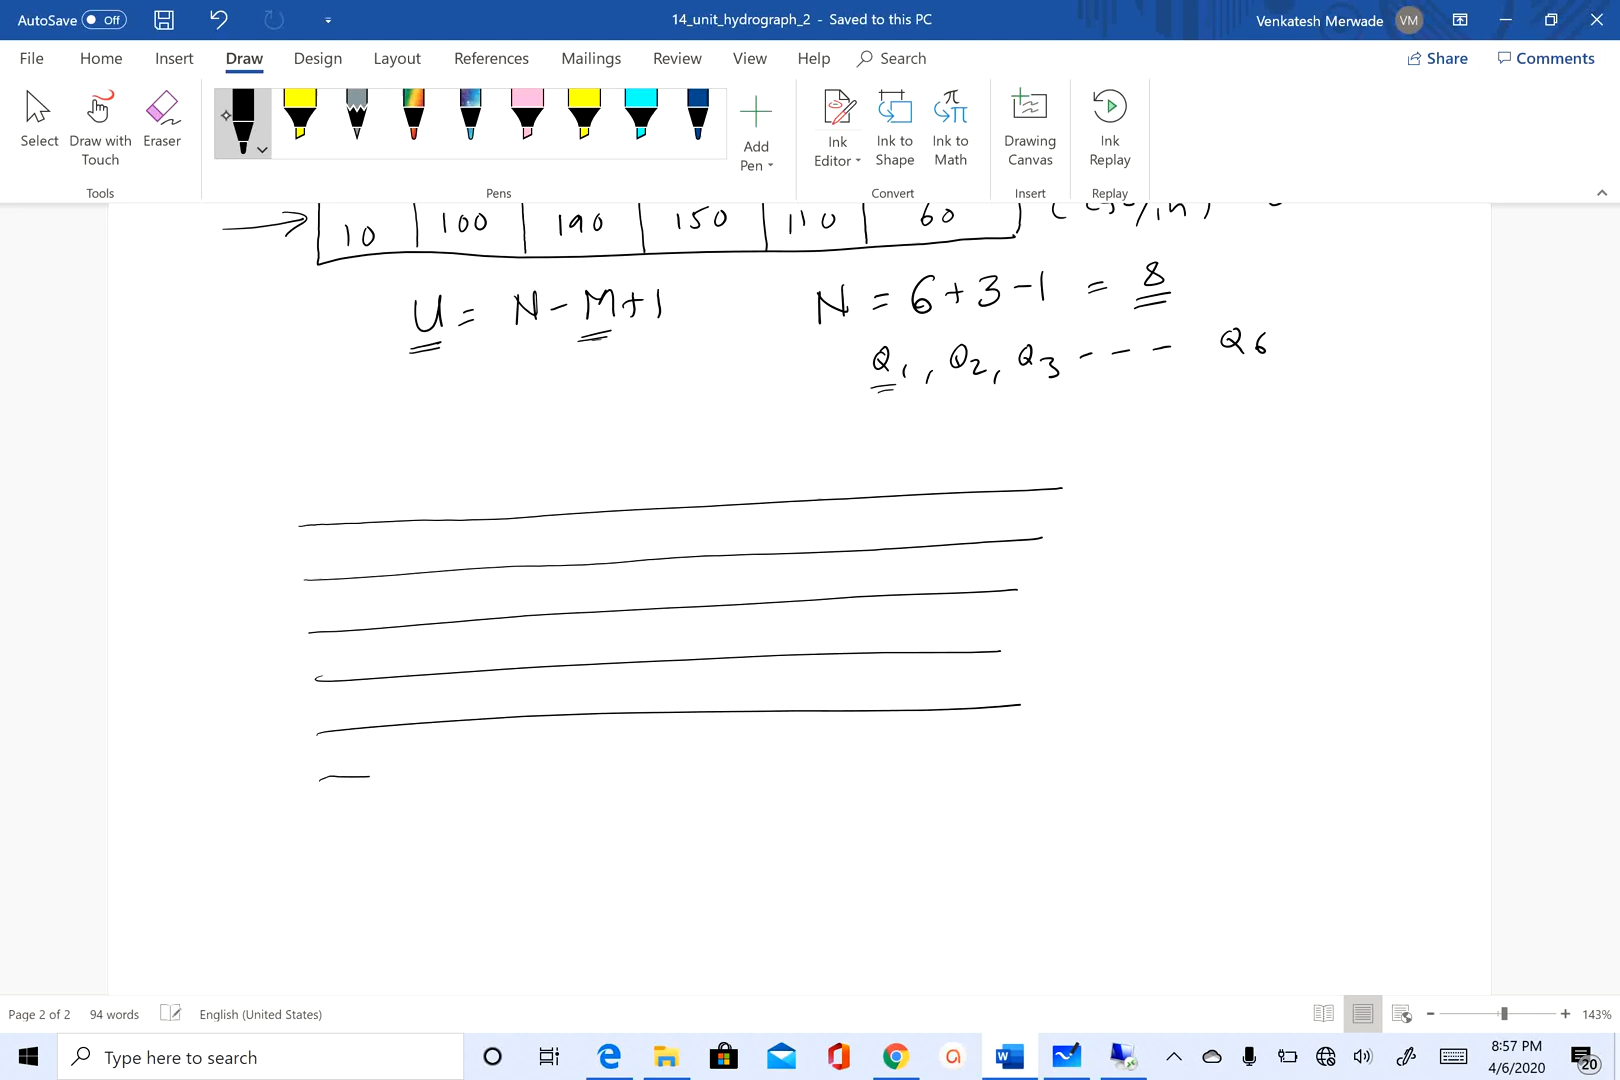 AutoSave Off 14_unit_hydrograph_2 - Saved to this PC Venkatesh Merwade VM
File Home Insert Draw Design Layout References Mailings Review View Help Search Share Comments
Select Draw with Touch Eraser Add Pen Ink Editor Ink to Shape Ink to Math Drawing Canvas Ink Replay
Tools Pens Convert Insert Replay
10 100 190 150 110 60
U = N - M + 1 N = 6 + 3 - 1 = 8
Q1, Q2, Q3 - - - Q6
Page 2 of 2 94 words English (United States) 143%
Type here to search 8:57 PM
4/6/2020 20